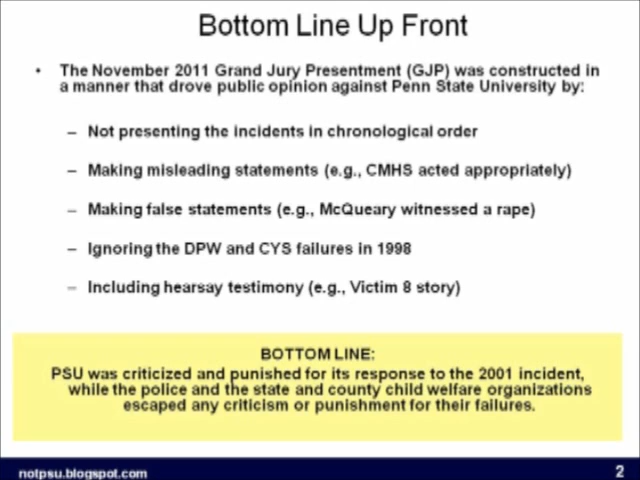 Bottom Line Up Front
• The November 2011 Grand Jury Presentment (GJP) was constructed in
a manner that drove public opinion against Penn State University by:
– Not presenting the incidents in chronological order
– Making misleading statements (e.g., CMHS acted appropriately)
– Making false statements (e.g., McQueary witnessed a rape)
– Ignoring the DPW and CYS failures in 1998
– Including hearsay testimony (e.g., Victim 8 story)
BOTTOM LINE:
PSU was criticized and punished for its response to the 2001 incident,
while the police and the state and county child welfare organizations
escaped any criticism or punishment for their failures.
notpsu.blogspot.com
2